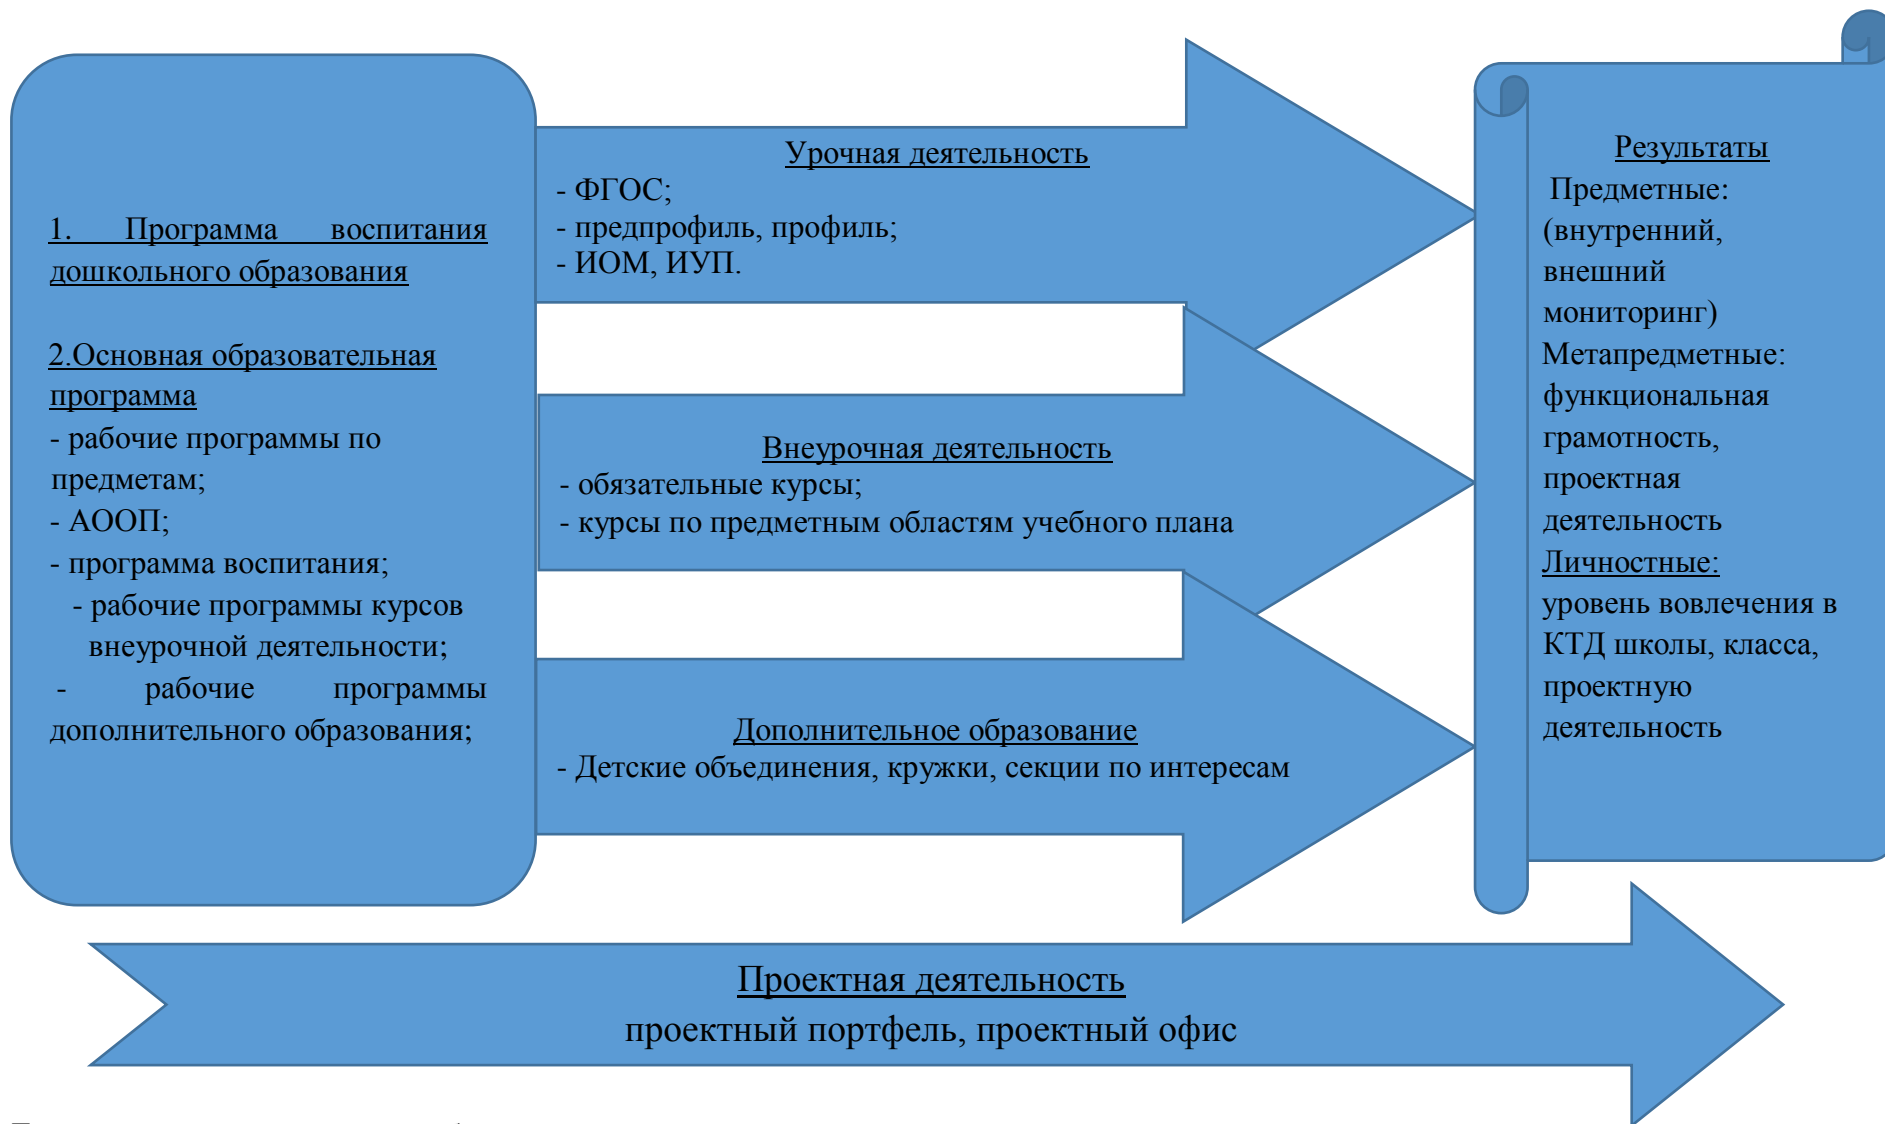 1. Программа воспитания
дошкольного образования
2.Основная образовательная
программа
- рабочие программы по
предметам;
- АООП;
- программа воспитания;
- рабочие программы курсов
внеурочной деятельности;
- рабочие программы
дополнительного образования;
Урочная деятельность
- ФГОС;
- предпрофиль, профиль;
- ИОМ, ИУП.
Внеурочная деятельность
- обязательные курсы;
- курсы по предметным областям учебного плана
Дополнительное образование
- Детские объединения, кружки, секции по интересам
Результаты
Предметные:
(внутренний,
внешний
мониторинг)
Метапредметные:
функциональная
грамотность,
проектная
деятельность
Личностные:
уровень вовлечения в
КТД школы, класса,
проектную
деятельность
Проектная деятельность
проектный портфель, проектный офис